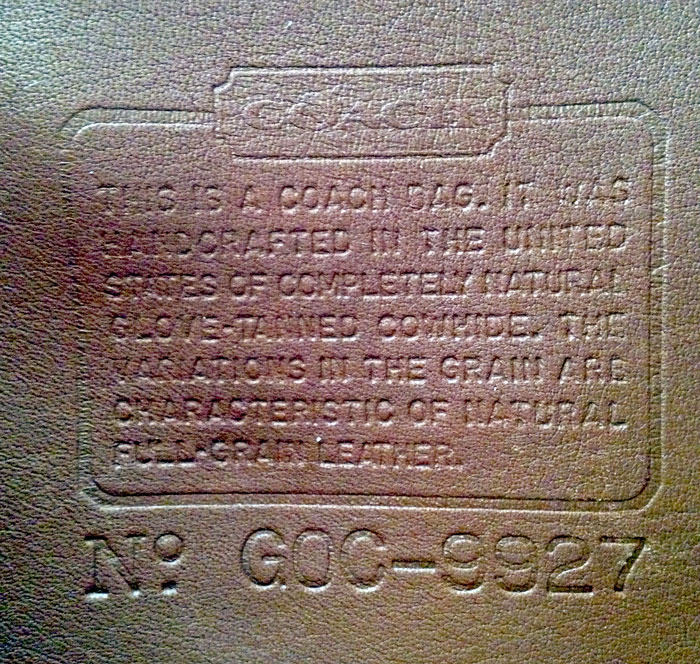 COACH
THIS IS A COACH BAG. IT WAS
HANDCRAFTED IN THE UNITED
STATES OF COMPLETELY NATURAL
GLOVE-TANNED COWHIDE. THE
VARIATIONS IN THE GRAIN ARE
CHARACTERISTIC OF NATURAL
FULL-GRAIN LEATHER.
Nº GOC-9927